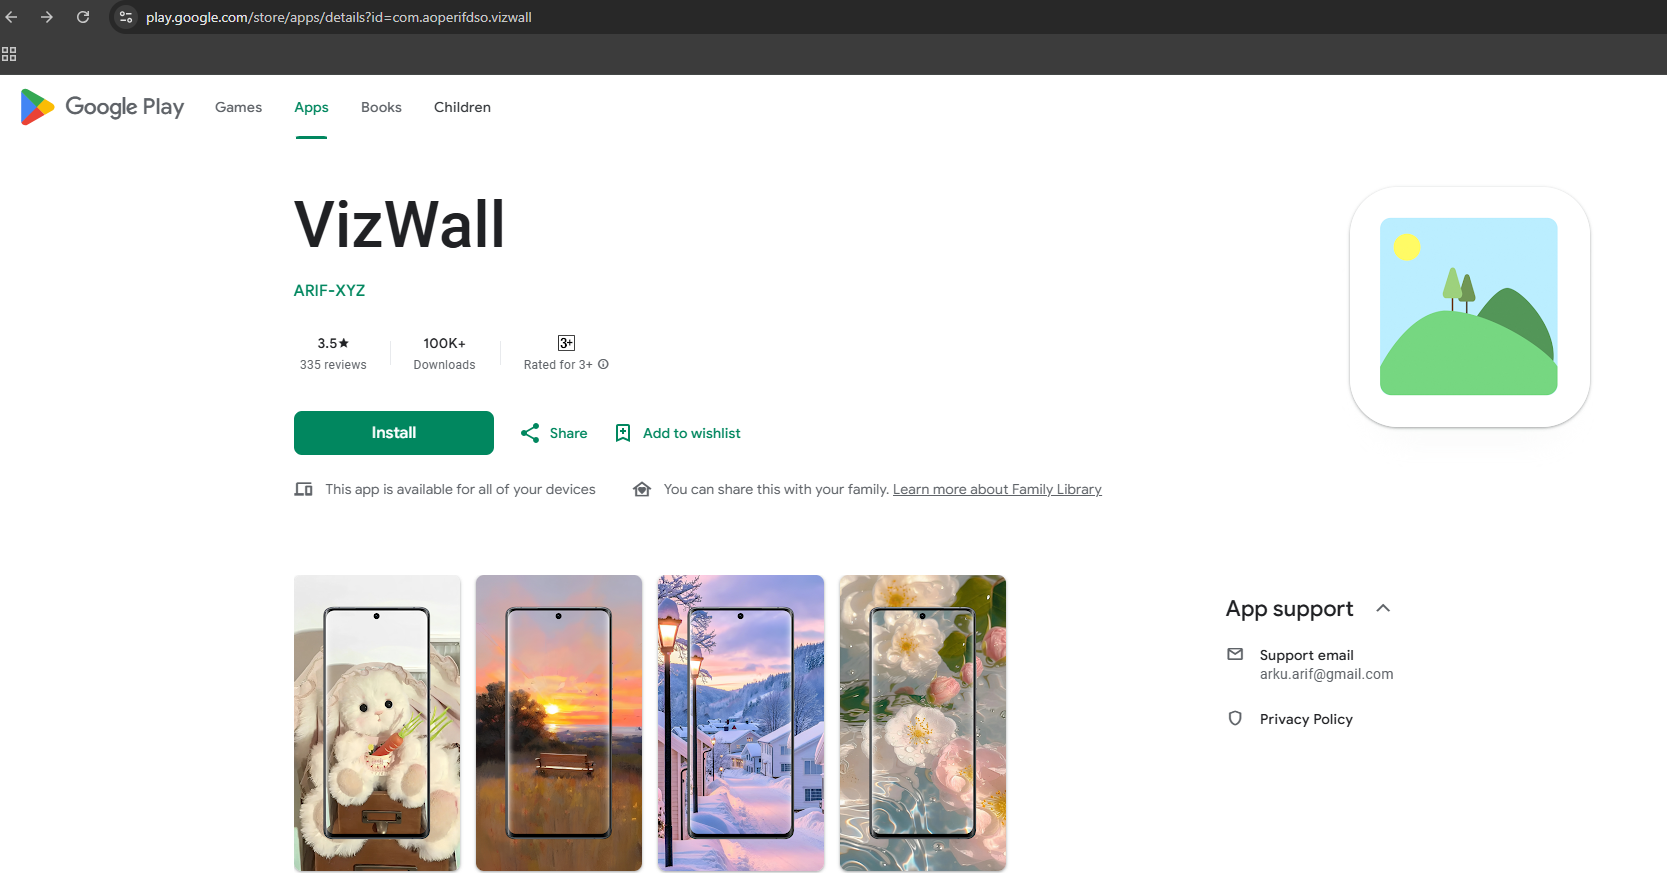 play.google.com/store/apps/details?id=com.aoperifdso.vizwall
Google Play Games Apps Books Children
VizWall
ARIF-XYZ
3.5★ 100K+ 3+
335 reviews Downloads Rated for 3+
Install Share Add to wishlist
This app is available for all of your devices You can share this with your family. Learn more about Family Library
App support
Support email
arku.arif@gmail.com
Privacy Policy